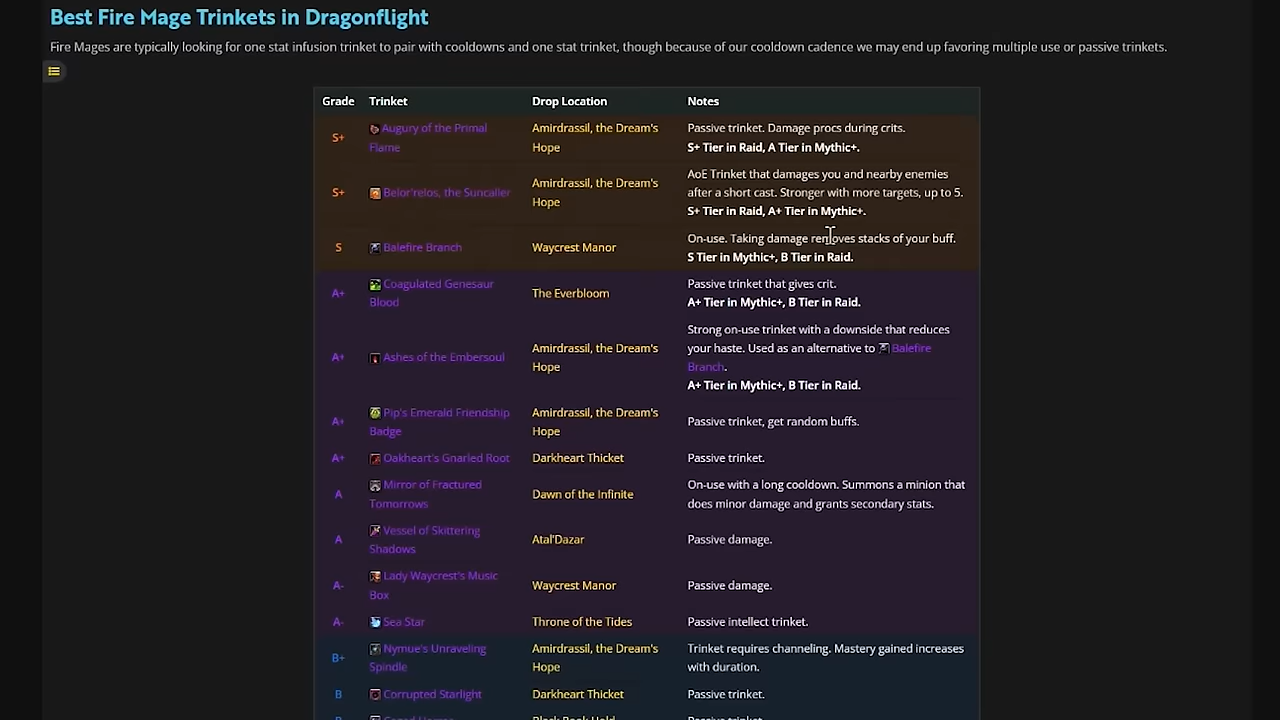 Best Fire Mage Trinkets in Dragonflight
Fire Mages are typically looking for one stat infusion trinket to pair with cooldowns and one stat trinket, though because of our cooldown cadence we may end up favoring multiple use or passive trinkets.
Grade Trinket Drop Location Notes
S+ Augury of the Primal Flame Amirdrassil, the Dream's Hope Passive trinket. Damage procs during crits.
S+ Tier in Raid, A Tier in Mythic+.
S+ Belor'relos, the Suncaller Amirdrassil, the Dream's Hope AoE Trinket that damages you and nearby enemies
after a short cast. Stronger with more targets, up to 5.
S+ Tier in Raid, A+ Tier in Mythic+.
S Balefire Branch Waycrest Manor On-use. Taking damage removes stacks of your buff.
S Tier in Mythic+, B Tier in Raid.
A+ Coagulated Genesaur Blood The Everbloom Passive trinket that gives crit.
A+ Tier in Mythic+, B Tier in Raid.
A+ Ashes of the Embersoul Amirdrassil, the Dream's Hope Strong on-use trinket with a downside that reduces
your haste. Used as an alternative to Balefire
Branch.
A+ Tier in Mythic+, B Tier in Raid.
A+ Pip's Emerald Friendship Badge Amirdrassil, the Dream's Hope Passive trinket, get random buffs.
A+ Oakheart's Gnarled Root Darkheart Thicket Passive trinket.
A Mirror of Fractured Tomorrows Dawn of the Infinite On-use with a long cooldown. Summons a minion that
does minor damage and grants secondary stats.
A Vessel of Skittering Shadows Atal'Dazar Passive damage.
A- Lady Waycrest's Music Box Waycrest Manor Passive damage.
A- Sea Star Throne of the Tides Passive intellect trinket.
B+ Nymue's Unraveling Spindle Amirdrassil, the Dream's Hope Trinket requires channeling. Mastery gained increases
with duration.
B Corrupted Starlight Darkheart Thicket Passive trinket.